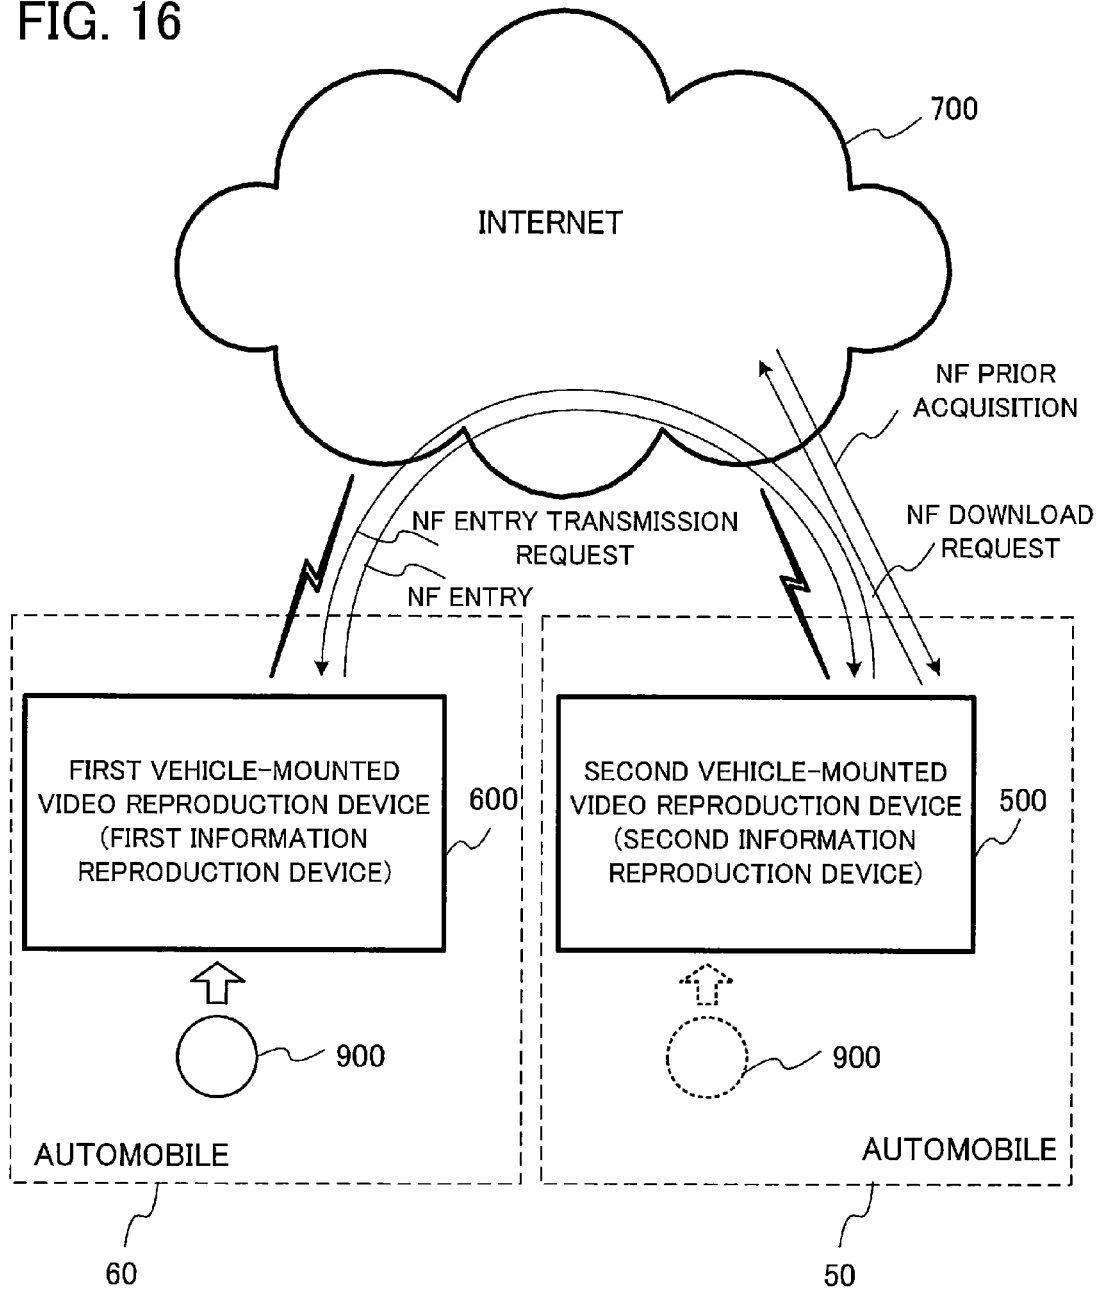 FIG. 16
700
INTERNET
NF PRIOR
ACQUISITION
NF ENTRY TRANSMISSION
REQUEST
NF DOWNLOAD
REQUEST
NF ENTRY
FIRST VEHICLE-MOUNTED
VIDEO REPRODUCTION DEVICE
(FIRST INFORMATION
REPRODUCTION DEVICE)
600
SECOND VEHICLE-MOUNTED
VIDEO REPRODUCTION DEVICE
(SECOND INFORMATION
REPRODUCTION DEVICE)
500
900
900
AUTOMOBILE
AUTOMOBILE
60
50